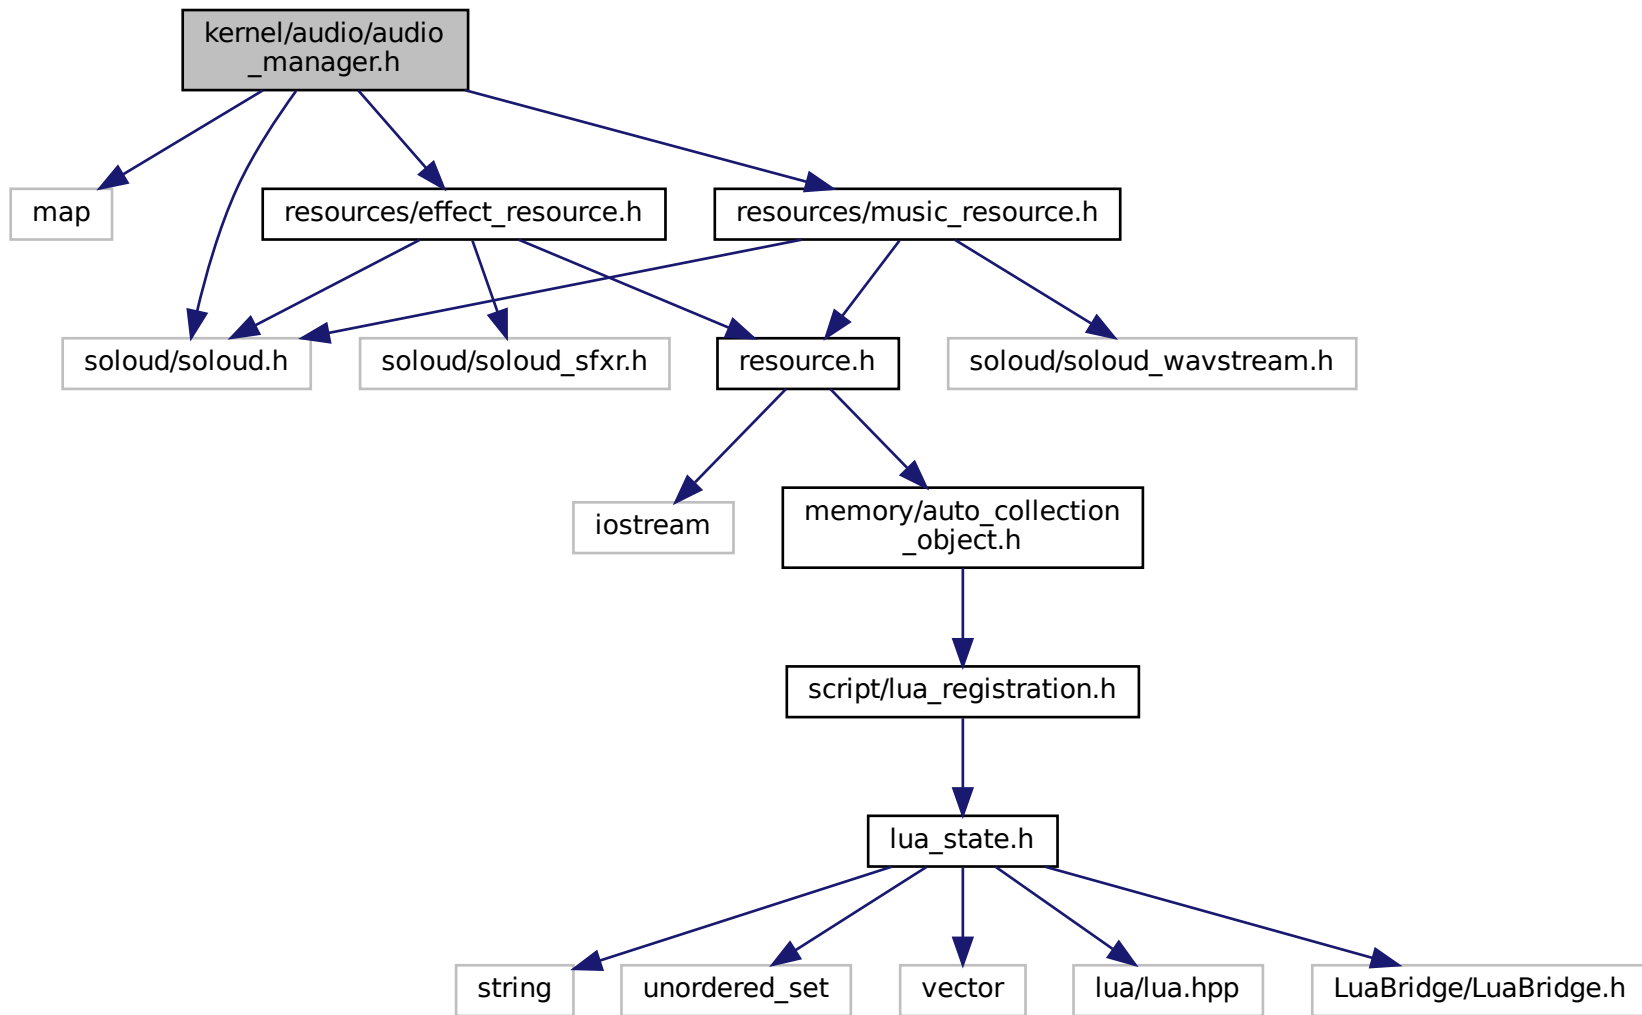 kernel/audio/audio
_manager.h
map
resources/effect_resource.h
resources/music_resource.h
soloud/soloud.h
soloud/soloud_sfxr.h
resource.h
soloud/soloud_wavstream.h
iostream
memory/auto_collection
_object.h
script/lua_registration.h
lua_state.h
string
unordered_set
vector
lua/lua.hpp
LuaBridge/LuaBridge.h